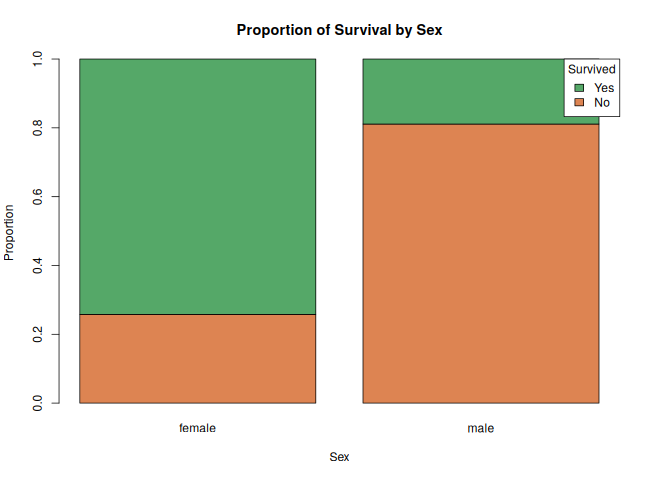 Proportion of Survival by Sex
Survived
Yes
No
Proportion
1.0
0.8
0.6
0.4
0.2
0.0
female
male
Sex